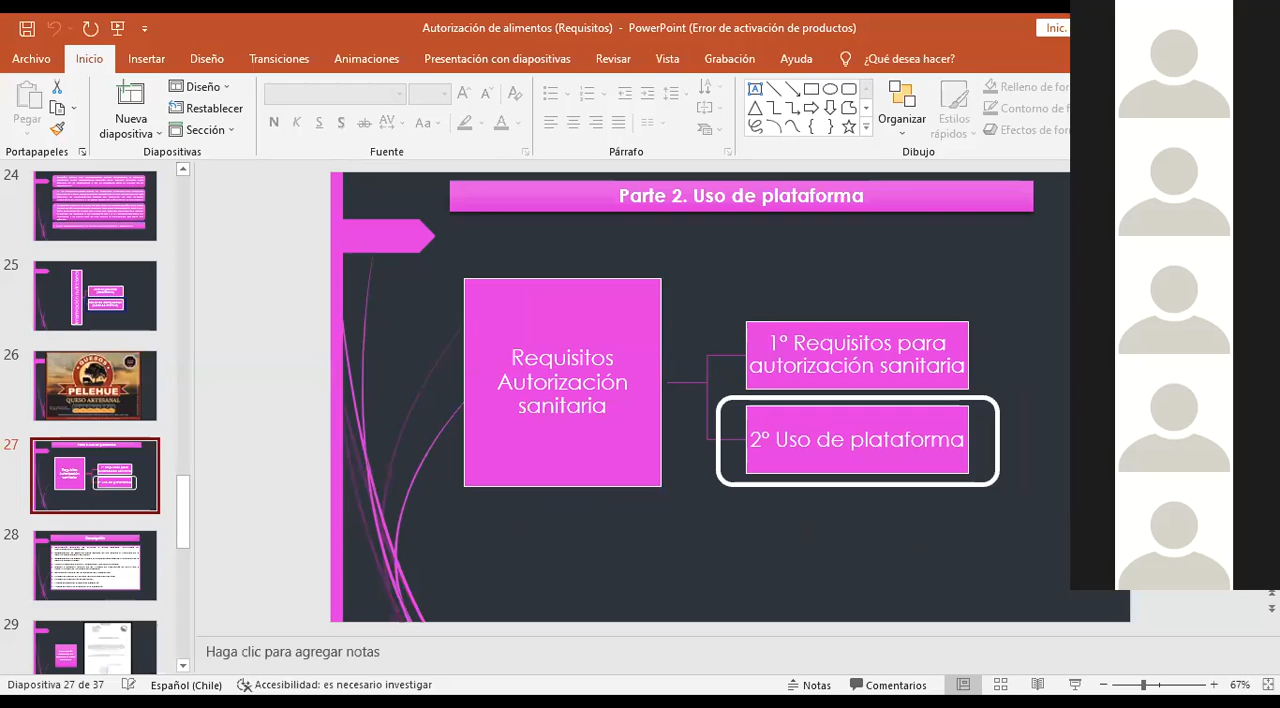 Autorización de alimentos (Requisitos) - PowerPoint (Error de activación de productos)
Inic.
Archivo Inicio Insertar Diseño Transiciones Animaciones Presentación con diapositivas Revisar Vista Grabación Ayuda ¿Qué desea hacer?
Pegar
Nueva diapositiva
Diseño
Restablecer
Sección
N K S S ab AV Aa A
Organizar
Estilos rápidos
Relleno de
Contorno de
Efectos de
Portapapeles Diapositivas Fuente Párrafo Dibujo
24
25
26
PELEHUE
QUESO ARTESANAL
27
28
29
Parte 2. Uso de plataforma
Requisitos
Autorización
sanitaria
1° Requisitos para
autorización sanitaria
2° Uso de plataforma
Haga clic para agregar notas
Diapositiva 27 de 37 Español (Chile) Accesibilidad: es necesario investigar Notas Comentarios 67%